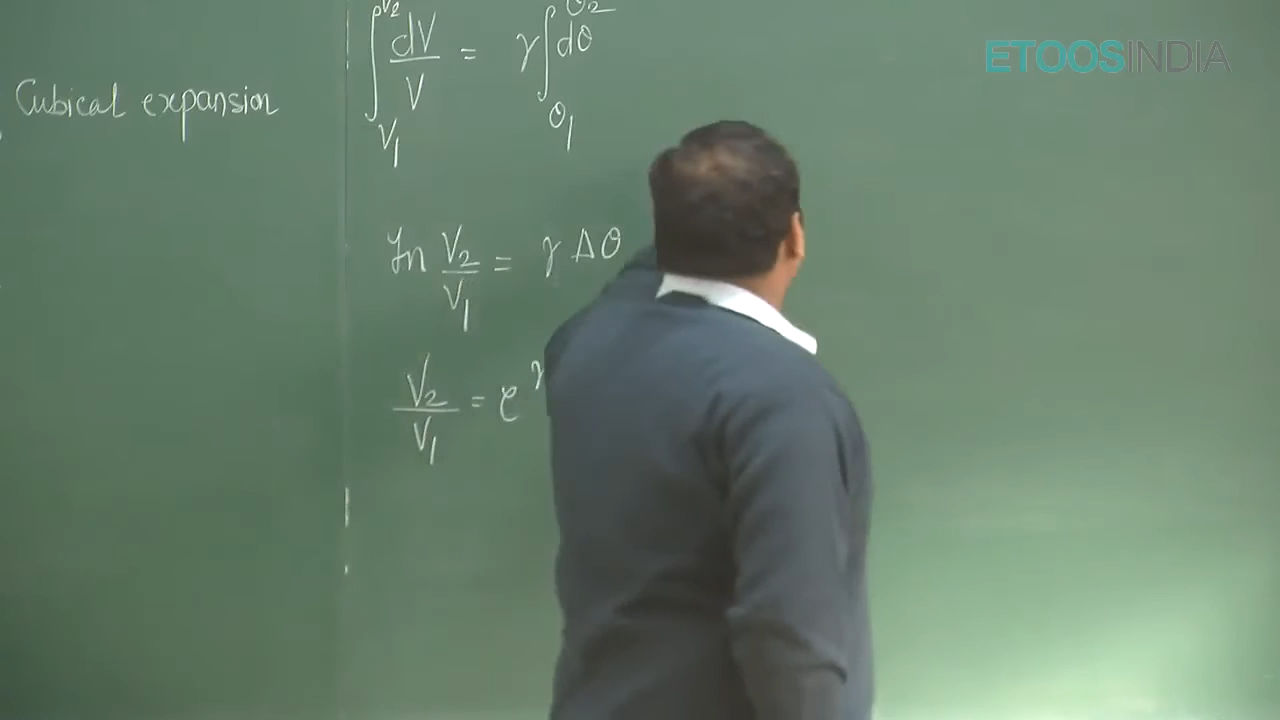 ETOOSINDIA
Cubical expansion
∫_{V₁}^{V₂} dV/V = γ ∫_{θ₁}^{θ₂} dθ
ln V₂/V₁ = γ Δθ
V₂/V₁ = e^γ